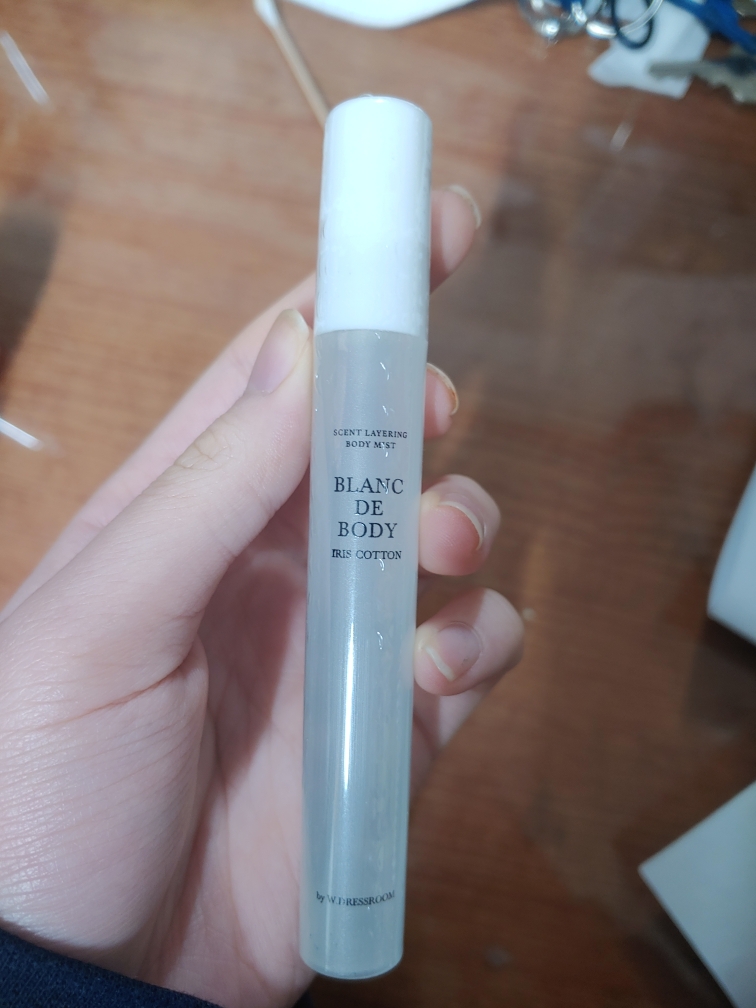 SCENT LAYERING
BODY MIST
BLANC
DE
BODY
IRIS COTTON
by W.DRESSROOM